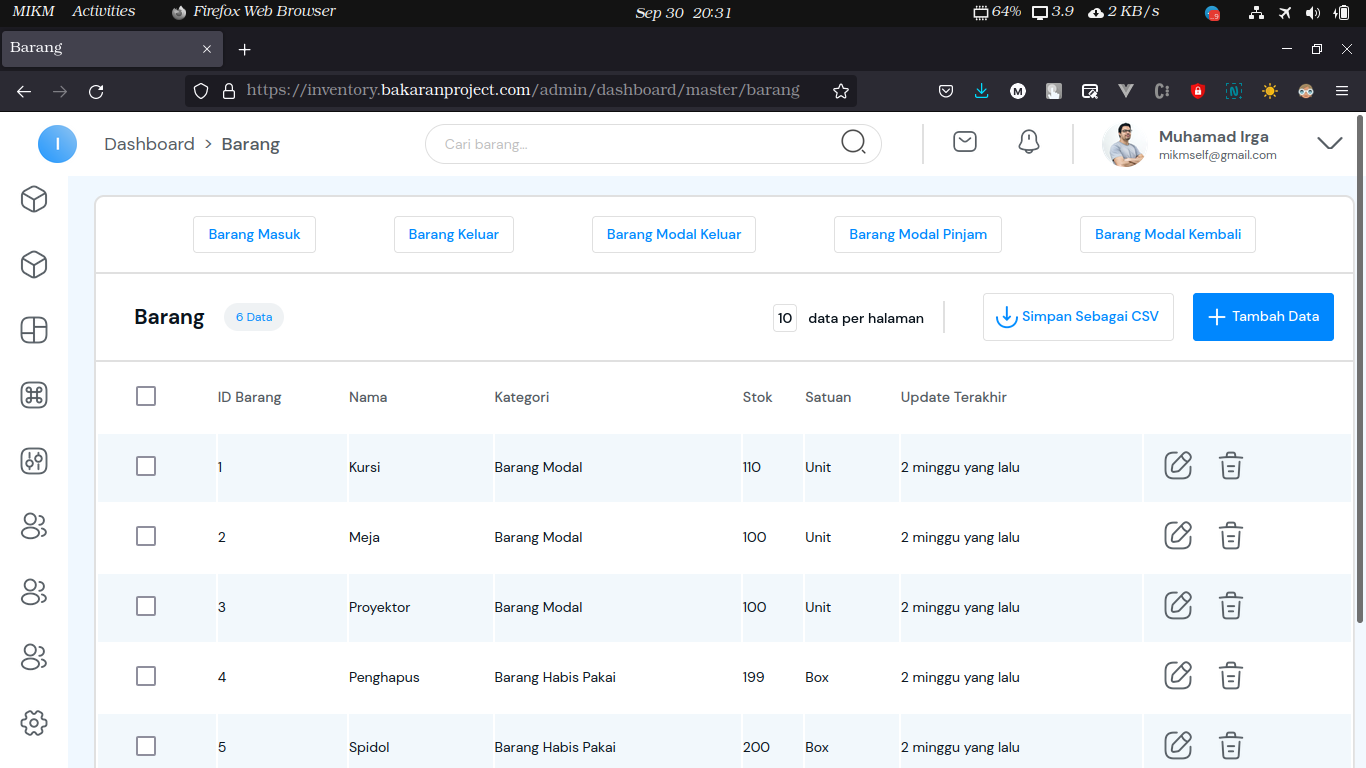 MIKM Activities Firefox Web Browser Sep 30 20:31 64% 3.9 2 KB/s
Barang
https://inventory.bakaranproject.com/admin/dashboard/master/barang
I Dashboard > Barang Cari barang... Muhamad Irga
mikmself@gmail.com
Barang Masuk Barang Keluar Barang Modal Keluar Barang Modal Pinjam Barang Modal Kembali
Barang 6 Data 10 data per halaman Simpan Sebagai CSV Tambah Data
ID Barang Nama Kategori Stok Satuan Update Terakhir
1 Kursi Barang Modal 110 Unit 2 minggu yang lalu
2 Meja Barang Modal 100 Unit 2 minggu yang lalu
3 Proyektor Barang Modal 100 Unit 2 minggu yang lalu
4 Penghapus Barang Habis Pakai 199 Box 2 minggu yang lalu
5 Spidol Barang Habis Pakai 200 Box 2 minggu yang lalu